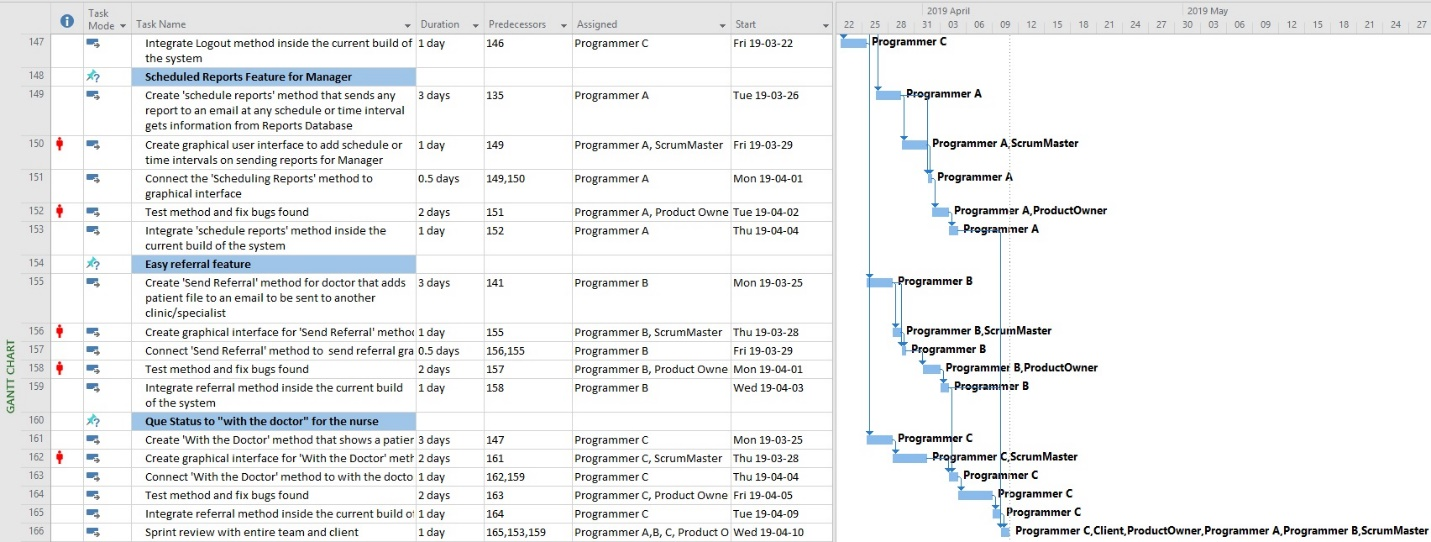 2019 April 2019 May
Task Mode Task Name Duration Predecessors Assigned Start 22 25 28 31 03 06 09 12 15 18 21 24 27 30 03 06 09 12 15 18 21 24 27
147 Integrate Logout method inside the current build of 1 day 146 Programmer C Fri 19-03-22 Programmer C
the system
148 Scheduled Reports Feature for Manager
149 Create 'schedule reports' method that sends any 3 days 135 Programmer A Tue 19-03-26 Programmer A
report to an email at any schedule or time interval
gets information from Reports Database
150 Create graphical user interface to add schedule or 1 day 149 Programmer A, ScrumMaster Fri 19-03-29 Programmer A,ScrumMaster
time intervals on sending reports for Manager
151 Connect the 'Scheduling Reports' method to 0.5 days 149,150 Programmer A Mon 19-04-01 Programmer A
graphical interface
152 Test method and fix bugs found 2 days 151 Programmer A, Product Owne Tue 19-04-02 Programmer A,ProductOwner
153 Integrate 'schedule reports' method inside the 1 day 152 Programmer A Thu 19-04-04 Programmer A
current build of the system
154 Easy referral feature
155 Create 'Send Referral' method for doctor that adds 3 days 141 Programmer B Mon 19-03-25 Programmer B
patient file to an email to be sent to another
clinic/specialist
156 Create graphical interface for 'Send Referral' method 1 day 155 Programmer B, ScrumMaster Thu 19-03-28 Programmer B,ScrumMaster
157 Connect 'Send Referral' method to send referral gra 0.5 days 156,155 Programmer B Fri 19-03-29 Programmer B
158 Test method and fix bugs found 2 days 157 Programmer B, Product Owne Mon 19-04-01 Programmer B,ProductOwner
159 Integrate referral method inside the current build 1 day 158 Programmer B Wed 19-04-03 Programmer B
of the system
160 Que Status to "with the doctor" for the nurse
161 Create 'With the Doctor' method that shows a patier 3 days 147 Programmer C Mon 19-03-25 Programmer C
162 Create graphical interface for 'With the Doctor' meth 2 days 161 Programmer C, ScrumMaster Thu 19-03-28 Programmer C,ScrumMaster
163 Connect 'With the Doctor' method to with the docto 1 day 162,159 Programmer C Thu 19-04-04 Programmer C
164 Test method and fix bugs found 2 days 163 Programmer C, Product Owne Fri 19-04-05 Programmer C
165 Integrate referral method inside the current build of 1 day 164 Programmer C Tue 19-04-09 Programmer C
166 Sprint review with entire team and client 1 day 165,153,159 Programmer A,B, C, Product O Wed 19-04-10 Programmer C,Client,ProductOwner,Programmer A,Programmer B,ScrumMaster
GANTT CHART